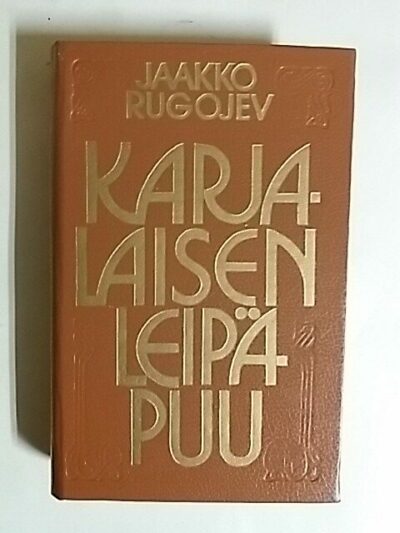 JAAKKO
RUGOJEV
KARJA-
LAISEN
LEIPÄ-
PUU